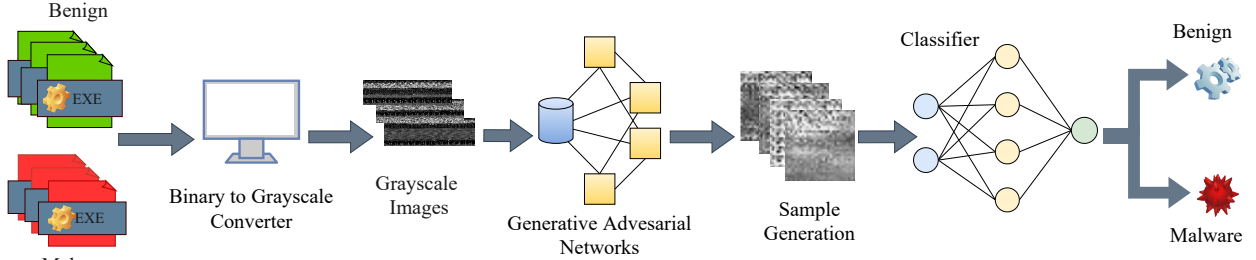 Benign
EXE
EXE
Binary to Grayscale
Converter
Grayscale
Images
Generative Advesarial
Networks
Sample
Generation
Classifier
Benign
Malware